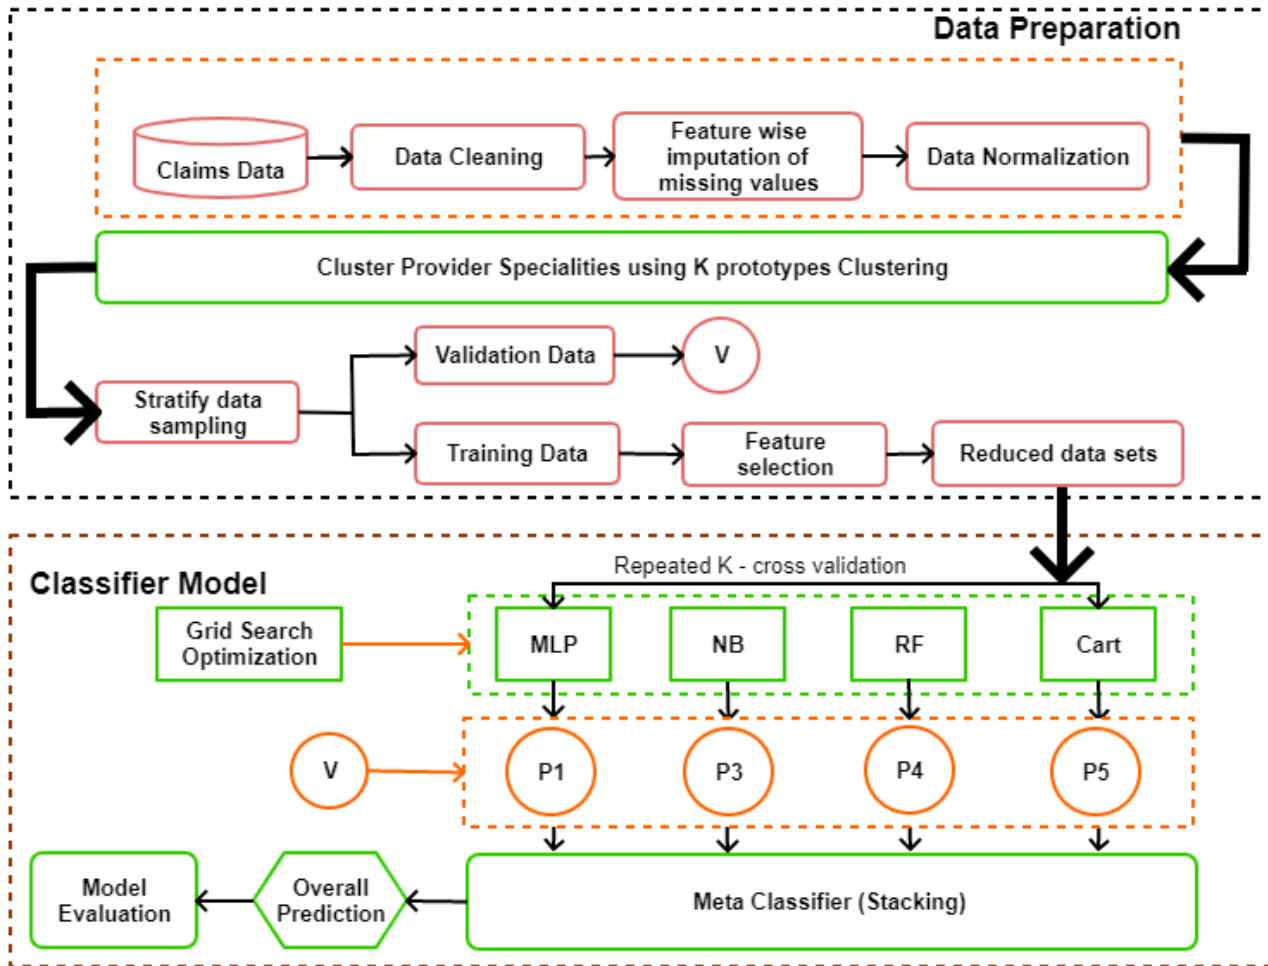 Data Preparation
Claims Data
Data Cleaning
Feature wise
imputation of
missing values
Data Normalization
Cluster Provider Specialities using K prototypes Clustering
Validation Data
V
Stratify data
sampling
Training Data
Feature
selection
Reduced data sets
Repeated K - cross validation
Classifier Model
Grid Search
Optimization
MLP
NB
RF
Cart
V
P1
P3
P4
P5
Model
Evaluation
Overall
Prediction
Meta Classifier (Stacking)